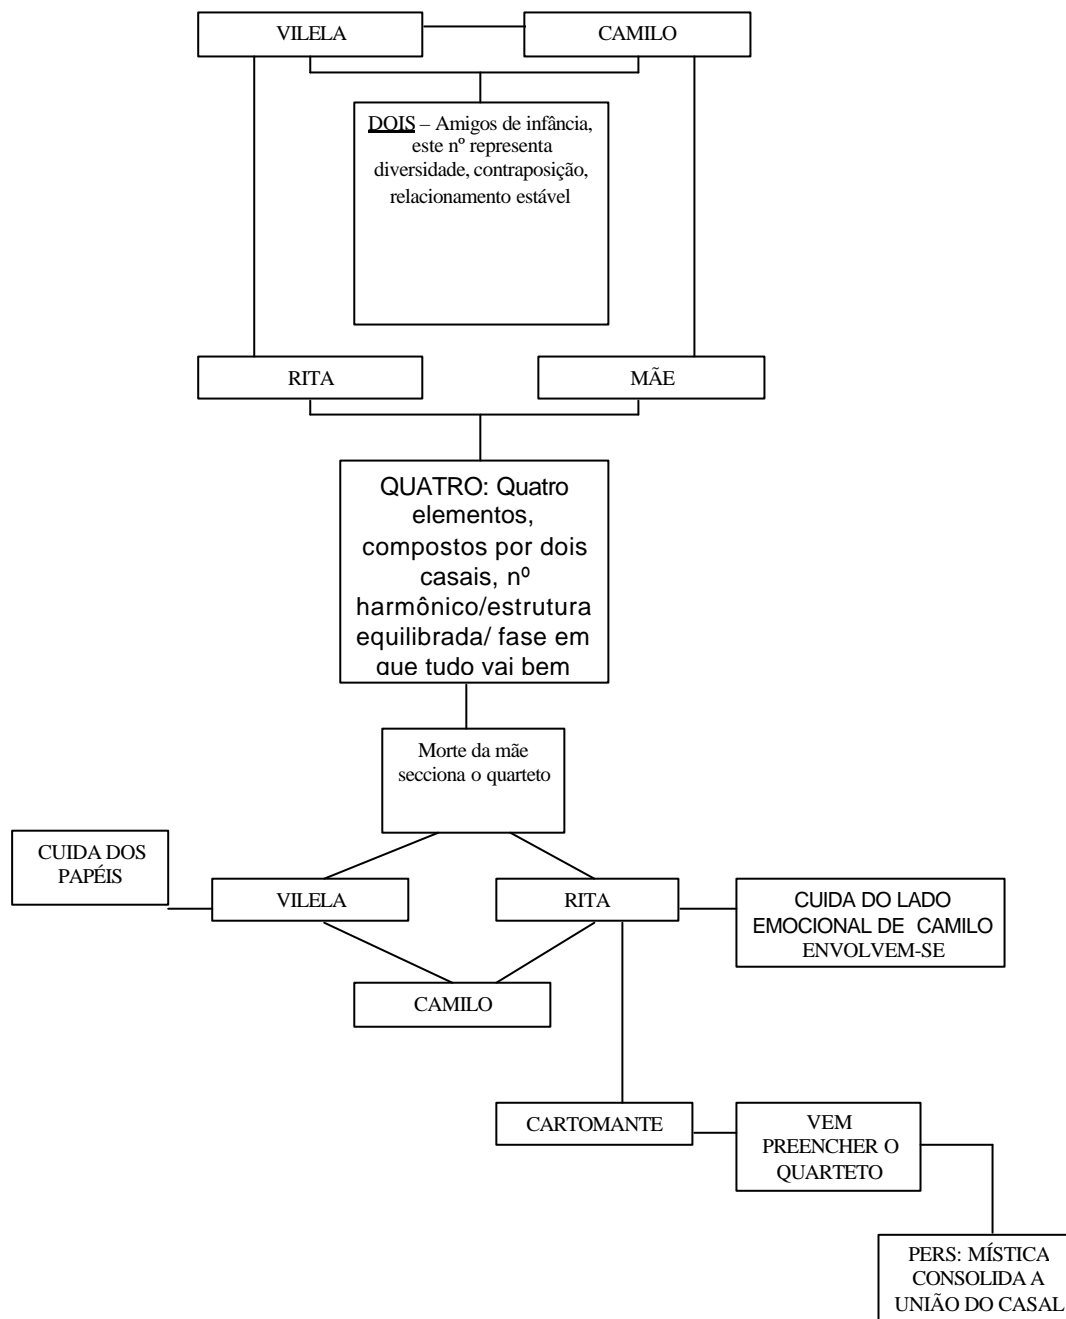 VILELA
CAMILO
DOIS – Amigos de infância,
este nº representa
diversidade, contraposição,
relacionamento estável
RITA
MÃE
QUATRO: Quatro
elementos,
compostos por dois
casais, nº
harmônico/estrutura
equilibrada/ fase em
que tudo vai bem
Morte da mãe
secciona o quarteto
CUIDA DOS
PAPÉIS
VILELA
RITA
CUIDA DO LADO
EMOCIONAL DE CAMILO
ENVOLVEM-SE
CAMILO
CARTOMANTE
VEM
PREENCHER O
QUARTETO
PERS: MÍSTICA
CONSOLIDA A
UNIÃO DO CASAL